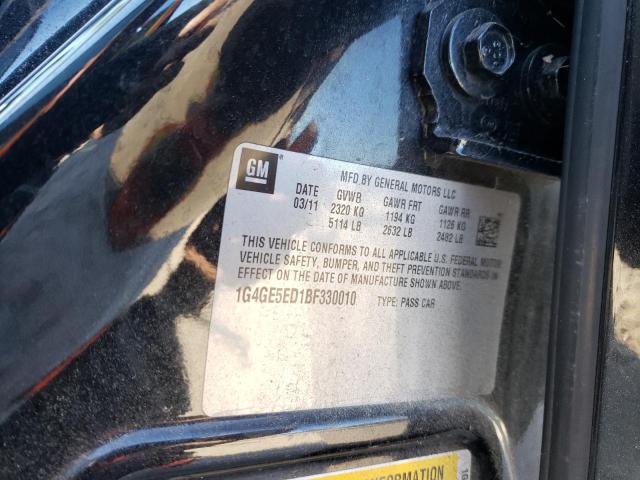 GM
MFD BY GENERAL MOTORS LLC
DATE GVWR GAWR FRT GAWR RR
03/11 2320 KG 1194 KG 1126 KG
5114 LB 2632 LB 2482 LB
THIS VEHICLE CONFORMS TO ALL APPLICABLE U.S. FEDERAL MOTOR
VEHICLE SAFETY, BUMPER, AND THEFT PREVENTION STANDARDS IN
EFFECT ON THE DATE OF MANUFACTURE SHOWN ABOVE.
1G4GE5ED1BF330010 TYPE: PASS CAR
INFORMATION